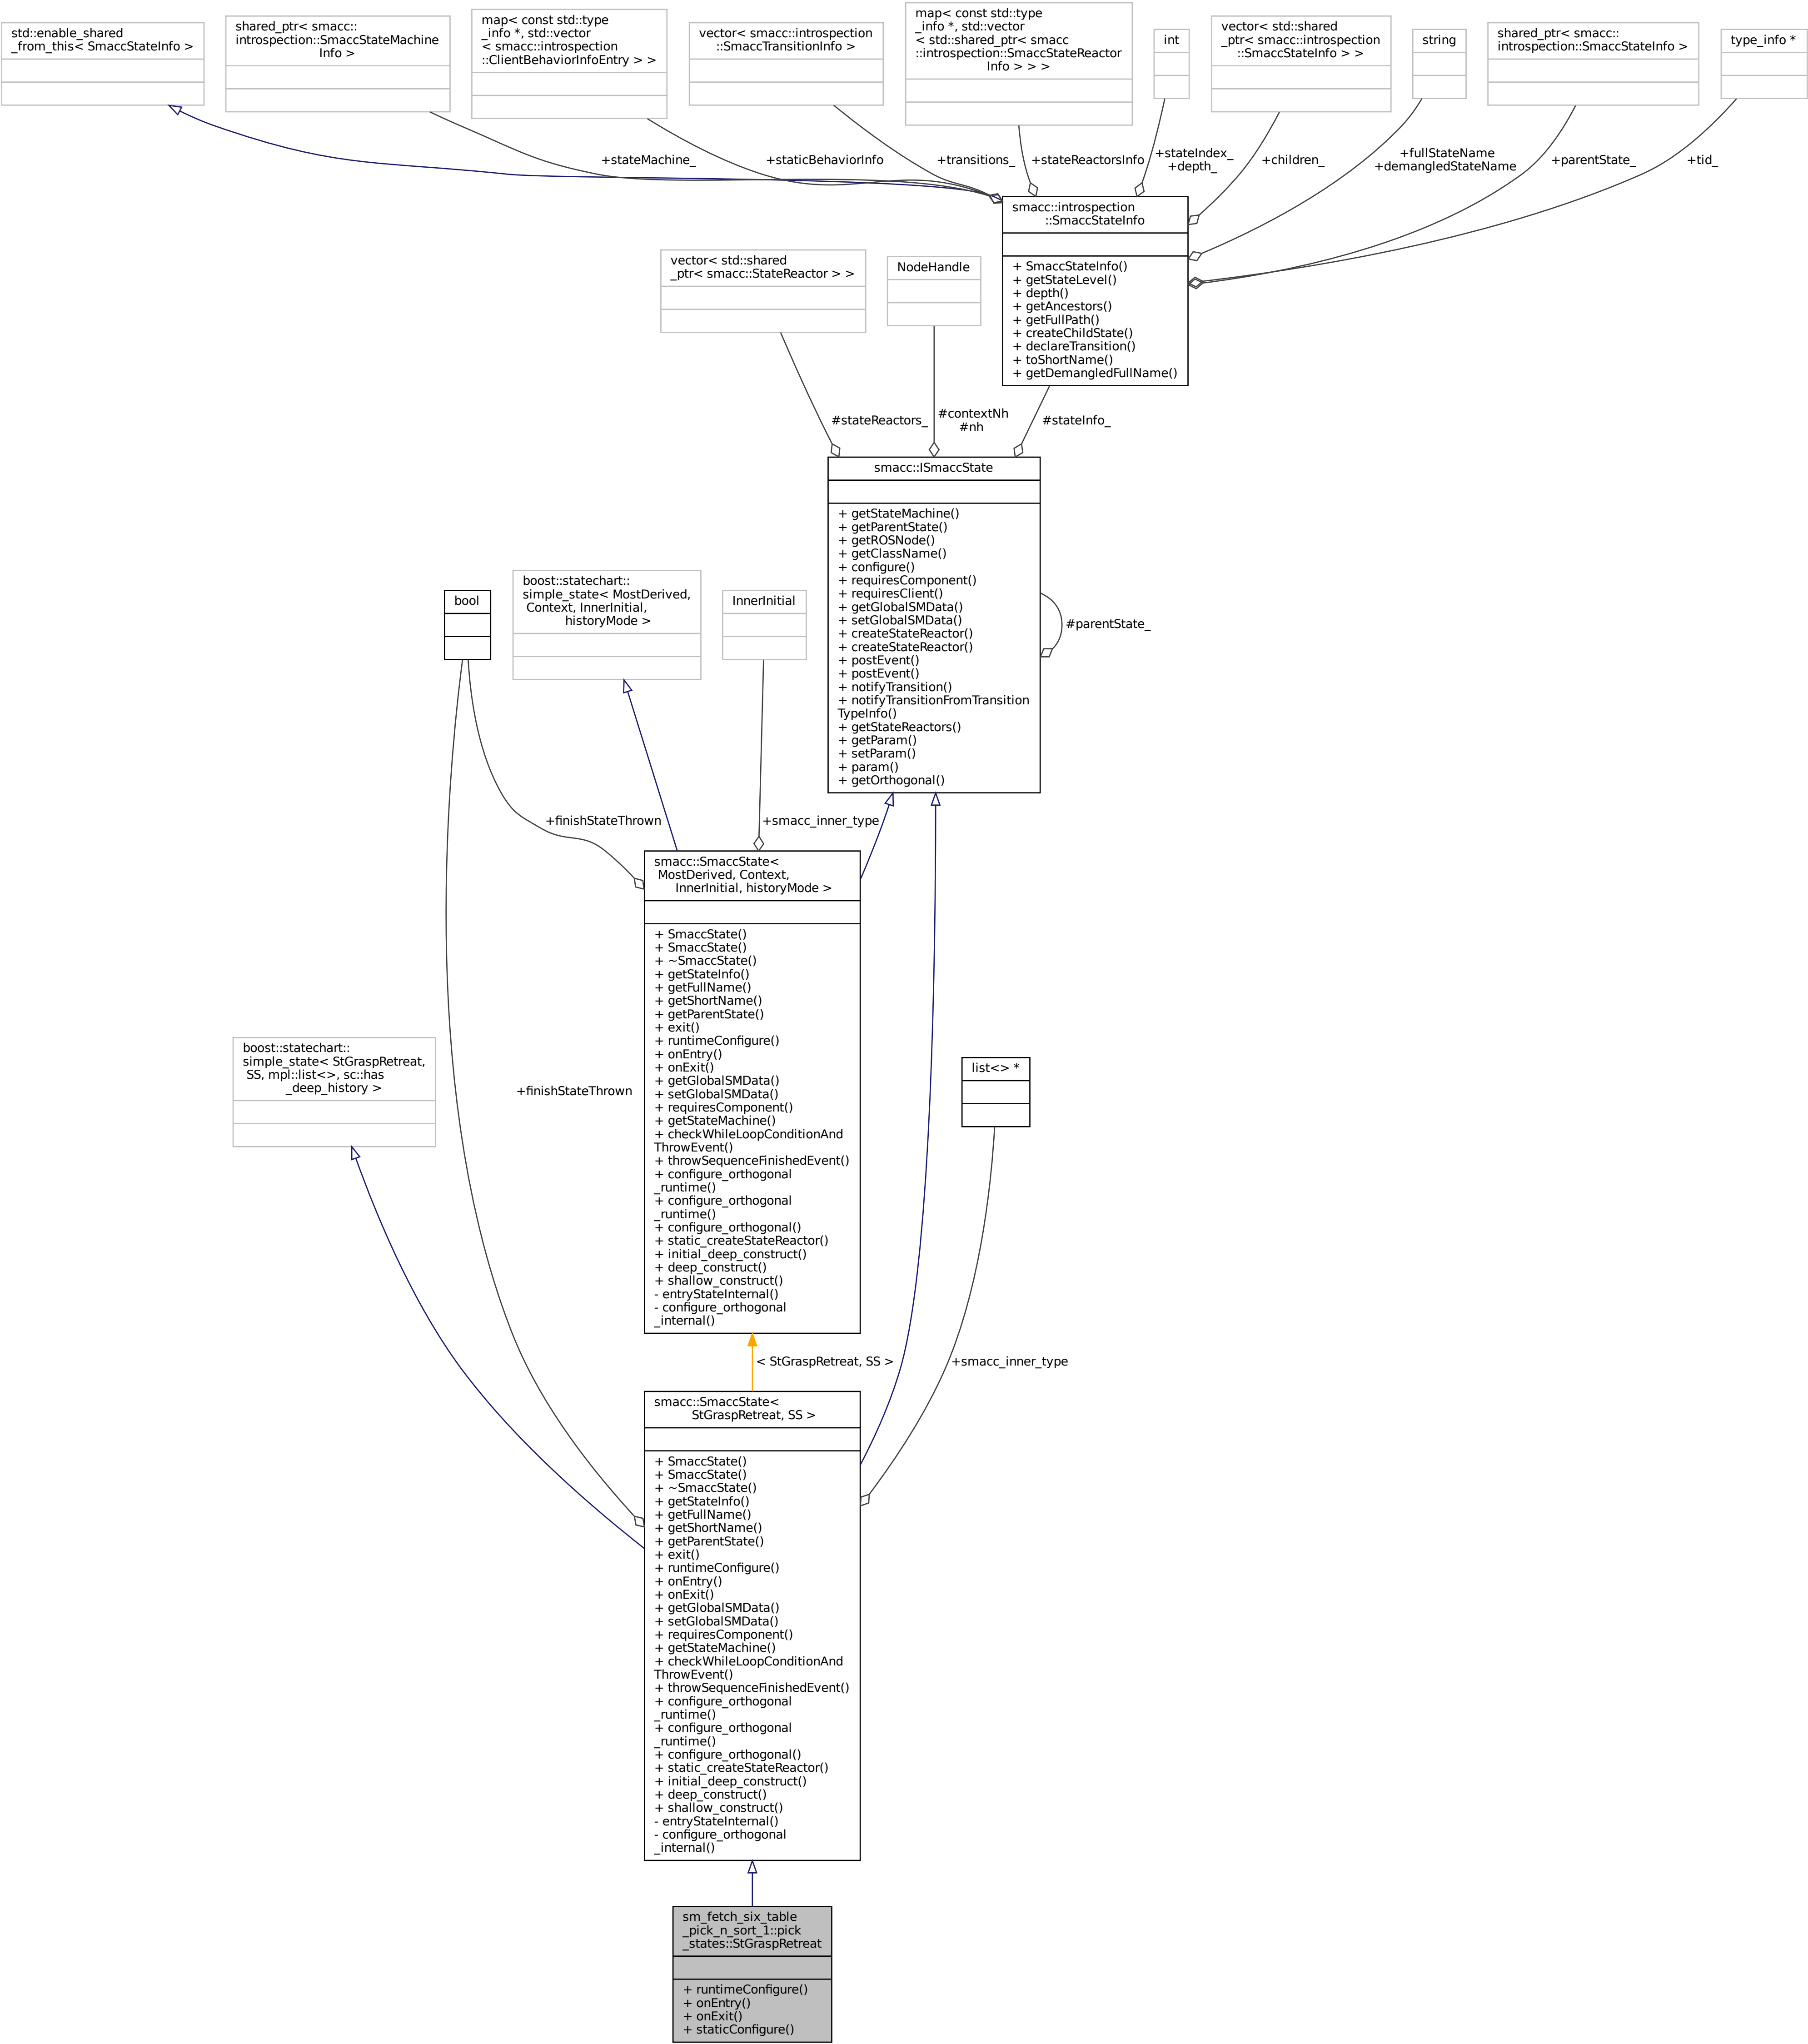 std::enable_shared
_from_this< SmaccStateInfo >
shared_ptr< smacc::
introspection::SmaccStateMachine
Info >
map< const std::type
_info *, std::vector
< smacc::introspection
::ClientBehaviorInfoEntry > >
vector< smacc::introspection
::SmaccTransitionInfo >
map< const std::type
_info *, std::vector
< std::shared_ptr< smacc
::introspection::SmaccStateReactor
Info > > >
int
vector< std::shared
_ptr< smacc::introspection
::SmaccStateInfo > >
string
shared_ptr< smacc::
introspection::SmaccStateInfo >
type_info *
+stateMachine_
+staticBehaviorInfo
+transitions_
+stateReactorsInfo
+stateIndex_
+depth_
+children_
+fullStateName
+demangledStateName
+parentState_
+tid_
smacc::introspection
::SmaccStateInfo
+ SmaccStateInfo()
+ getStateLevel()
+ depth()
+ getAncestors()
+ getFullPath()
+ createChildState()
+ declareTransition()
+ toShortName()
+ getDemangledFullName()
vector< std::shared
_ptr< smacc::StateReactor > >
NodeHandle
#stateReactors_
#contextNh
#nh
#stateInfo_
smacc::ISmaccState
+ getStateMachine()
+ getParentState()
+ getROSNode()
+ getClassName()
+ configure()
+ requiresComponent()
+ requiresClient()
+ getGlobalSMData()
+ setGlobalSMData()
+ createStateReactor()
+ createStateReactor()
+ postEvent()
+ postEvent()
+ notifyTransition()
+ notifyTransitionFromTransition
TypeInfo()
+ getStateReactors()
+ getParam()
+ setParam()
+ param()
+ getOrthogonal()
#parentState_
bool
boost::statechart::
simple_state< MostDerived,
Context, InnerInitial,
historyMode >
InnerInitial
+finishStateThrown
+smacc_inner_type
smacc::SmaccState<
MostDerived, Context,
InnerInitial, historyMode >
+ SmaccState()
+ SmaccState()
+ ~SmaccState()
+ getStateInfo()
+ getFullName()
+ getShortName()
+ getParentState()
+ exit()
+ runtimeConfigure()
+ onEntry()
+ onExit()
+ getGlobalSMData()
+ setGlobalSMData()
+ requiresComponent()
+ getStateMachine()
+ checkWhileLoopConditionAnd
ThrowEvent()
+ throwSequenceFinishedEvent()
+ configure_orthogonal
_runtime()
+ configure_orthogonal
_runtime()
+ configure_orthogonal()
+ static_createStateReactor()
+ initial_deep_construct()
+ deep_construct()
+ shallow_construct()
- entryStateInternal()
- configure_orthogonal
_internal()
boost::statechart::
simple_state< StGraspRetreat,
SS, mpl::list<>, sc::has
_deep_history >
+finishStateThrown
list<> *
< StGraspRetreat, SS >
+smacc_inner_type
smacc::SmaccState<
StGraspRetreat, SS >
+ SmaccState()
+ SmaccState()
+ ~SmaccState()
+ getStateInfo()
+ getFullName()
+ getShortName()
+ getParentState()
+ exit()
+ runtimeConfigure()
+ onEntry()
+ onExit()
+ getGlobalSMData()
+ setGlobalSMData()
+ requiresComponent()
+ getStateMachine()
+ checkWhileLoopConditionAnd
ThrowEvent()
+ throwSequenceFinishedEvent()
+ configure_orthogonal
_runtime()
+ configure_orthogonal
_runtime()
+ configure_orthogonal()
+ static_createStateReactor()
+ initial_deep_construct()
+ deep_construct()
+ shallow_construct()
- entryStateInternal()
- configure_orthogonal
_internal()
sm_fetch_six_table
_pick_n_sort_1::pick
_states::StGraspRetreat
+ runtimeConfigure()
+ onEntry()
+ onExit()
+ staticConfigure()